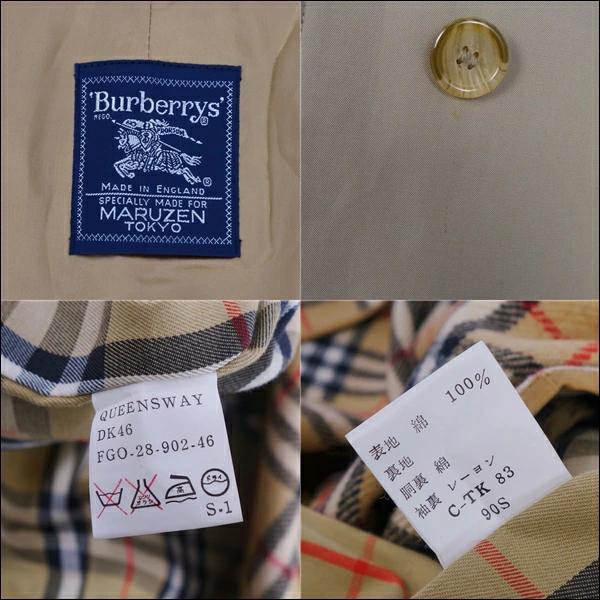 'Burberrys'
REG. ®
PRORSUM
®
MADE IN ENGLAND
SPECIALLY MADE FOR
MARUZEN
TOKYO
QUEENSWAY
DK46
FGO-28-902-46
S-1
表地 綿 100%
裏地
胴裏 綿
袖裏 レーヨン
C-TK 83
90S